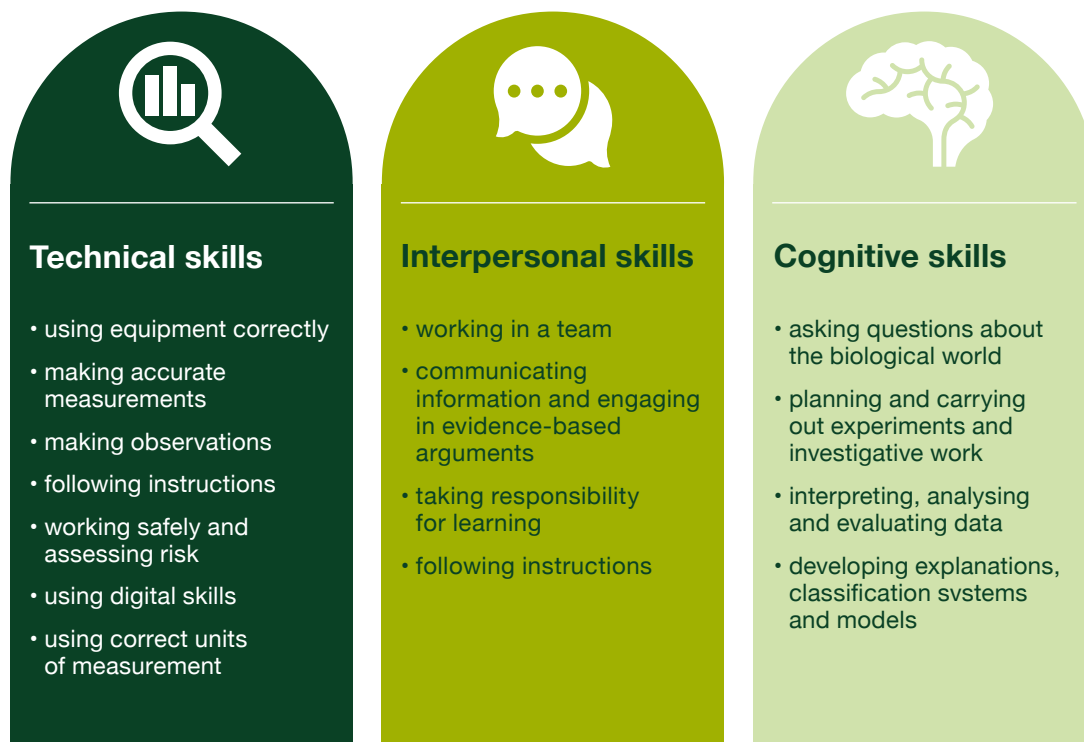 Technical skills
• using equipment correctly
• making accurate
measurements
• making observations
• following instructions
• working safely and
assessing risk
• using digital skills
• using correct units
of measurement
Interpersonal skills
• working in a team
• communicating
information and engaging
in evidence-based
arguments
• taking responsibility
for learning
• following instructions
Cognitive skills
• asking questions about
the biological world
• planning and carrying
out experiments and
investigative work
• interpreting, analysing
and evaluating data
• developing explanations,
classification systems
and models